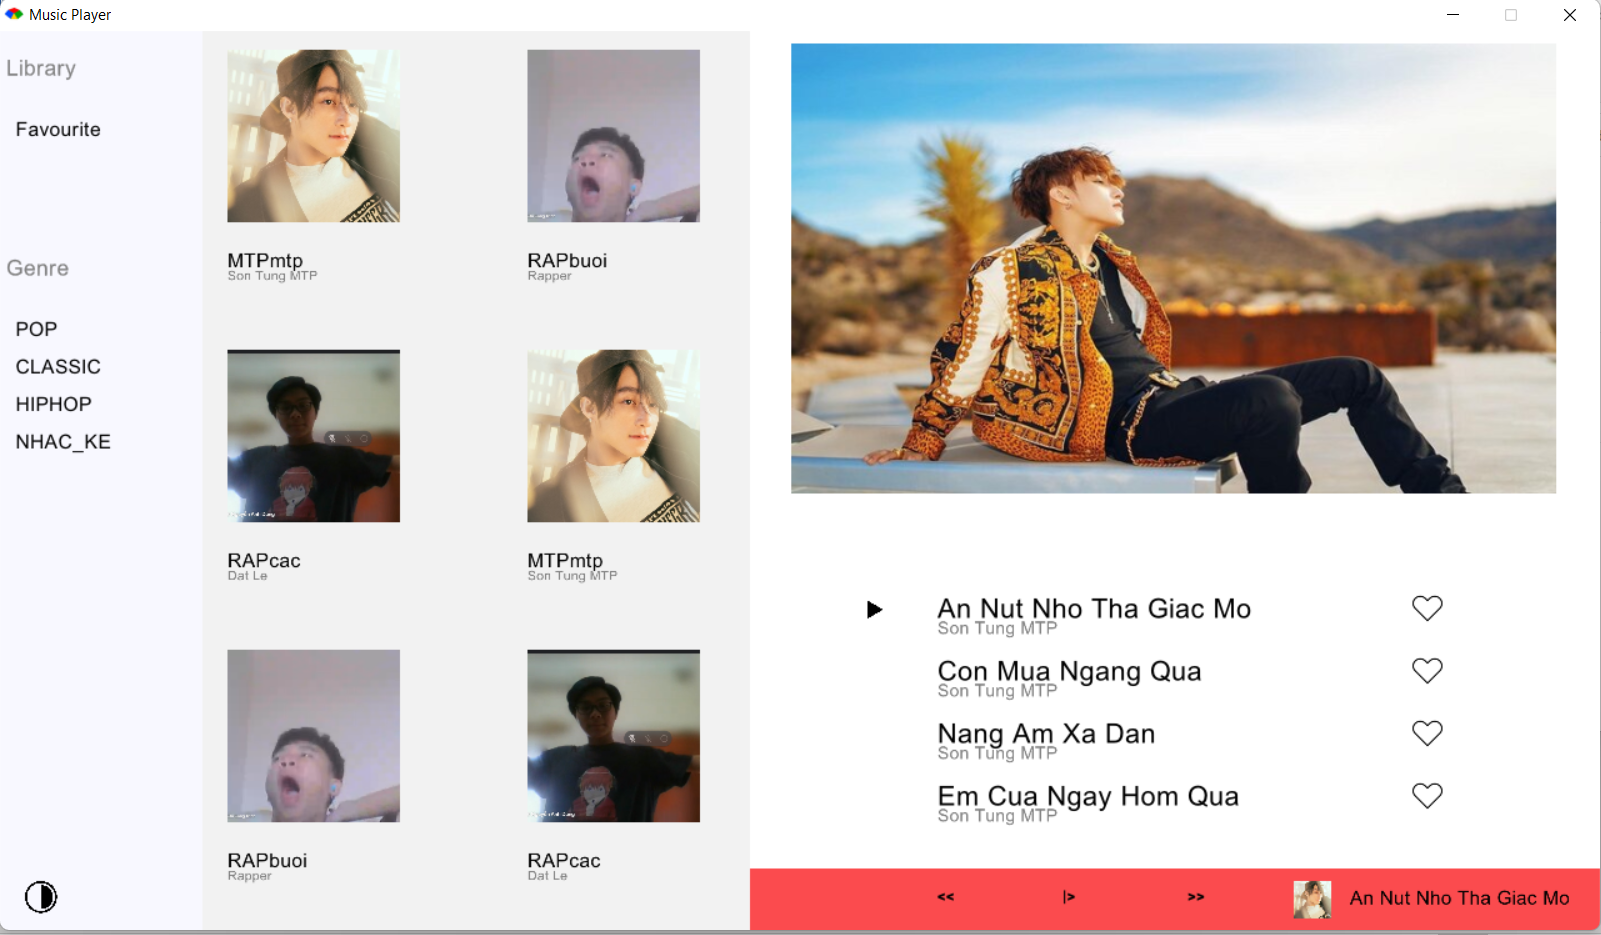 Music Player
Library
Favourite
Genre
POP
CLASSIC
HIPHOP
NHAC_KE
MTPmtp
Son Tung MTP
RAPbuoi
Rapper
RAPcac
Dat Le
MTPmtp
Son Tung MTP
RAPbuoi
Rapper
RAPcac
Dat Le
An Nut Nho Tha Giac Mo
Son Tung MTP
Con Mua Ngang Qua
Son Tung MTP
Nang Am Xa Dan
Son Tung MTP
Em Cua Ngay Hom Qua
Son Tung MTP
<< |> >>
An Nut Nho Tha Giac Mo